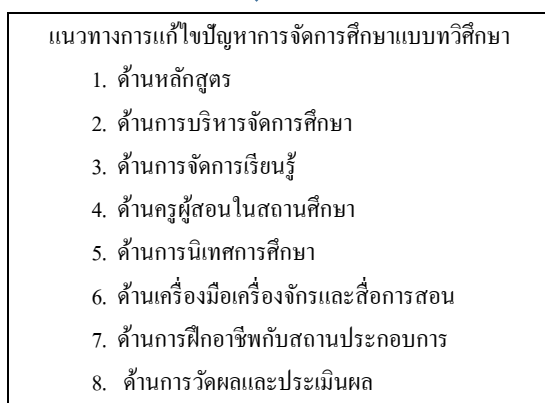 แนวทางการแก้ไขปัญหาการจัดการศึกษาแบบทวิศึกษา
1. ด้านหลักสูตร
2. ด้านการบริหารจัดการศึกษา
3. ด้านการจัดการเรียนรู้
4. ด้านครูผู้สอนในสถานศึกษา
5. ด้านการนิเทศการศึกษา
6. ด้านเครื่องมือเครื่องจักรและสื่อการสอน
7. ด้านการฝึกอาชีพกับสถานประกอบการ
8. ด้านการวัดผลและประเมินผล